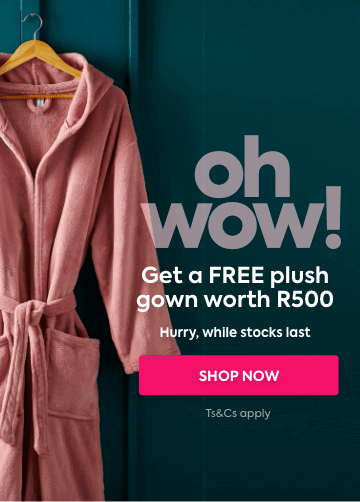 oh
wow!
Get a FREE plush
gown worth R500
Hurry, while stocks last
SHOP NOW
Ts&Cs apply